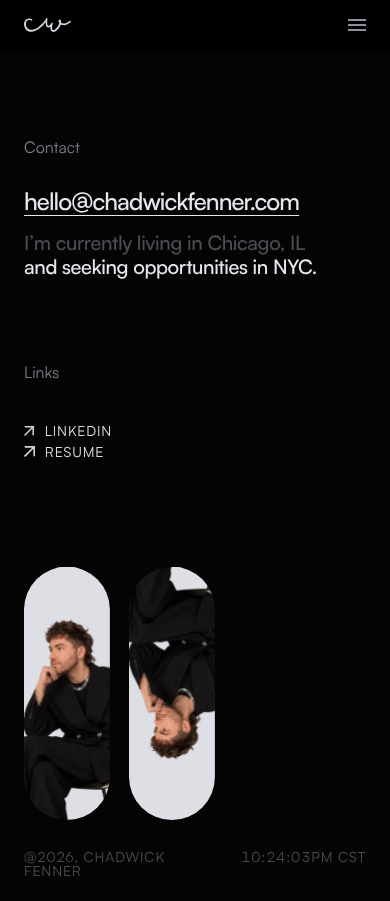 cw
Contact
hello@chadwickfenner.com
I'm currently living in Chicago, IL
and seeking opportunities in NYC.
Links
LINKEDIN
RESUME
@2026, CHADWICK
FENNER
10:24:03PM CST